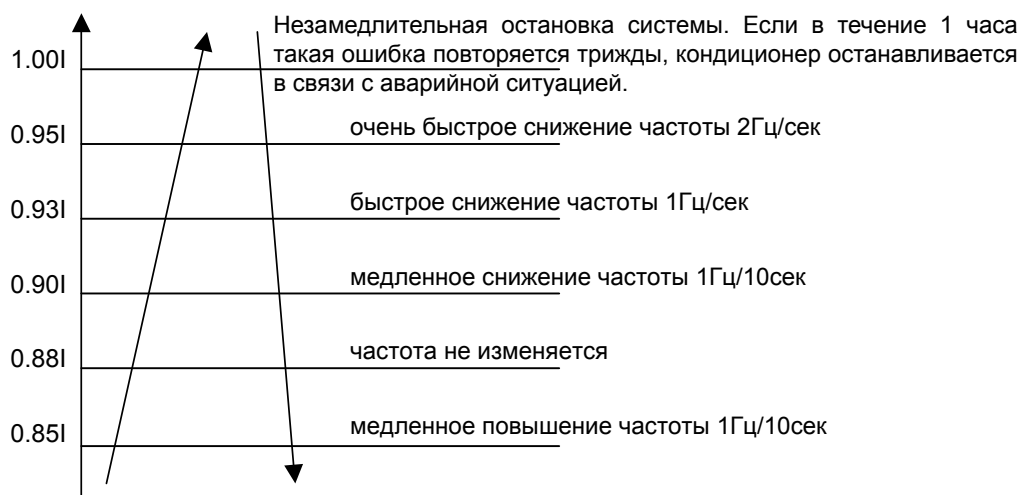 Незамедлительная остановка системы. Если в течение 1 часа
такая ошибка повторяется трижды, кондиционер останавливается
в связи с аварийной ситуацией.
1.00I
очень быстрое снижение частоты 2Гц/сек
0.95I
быстрое снижение частоты 1Гц/сек
0.93I
медленное снижение частоты 1Гц/10сек
0.90I
частота не изменяется
0.88I
медленное повышение частоты 1Гц/10сек
0.85I